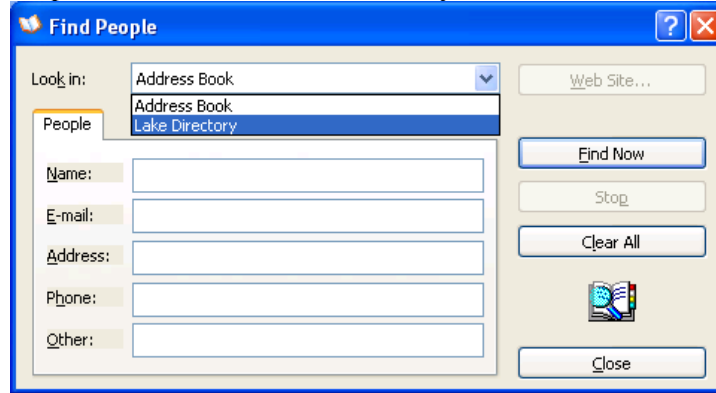 Find People
Look in:
Address Book
Web Site...
Address Book
Lake Directory
People
Find Now
Name:
Stop
E-mail:
Clear All
Address:
Phone:
Other:
Close